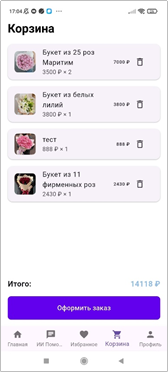 17:04
Корзина
Букет из 25 роз
Маритим
3500 ₽ × 2
7000 ₽
Букет из белых
лилий
3800 ₽ × 1
3800 ₽
тест
888 ₽ × 1
888 ₽
Букет из 11
фирменных роз
2430 ₽ × 1
2430 ₽
Итого:
14118 ₽
Оформить заказ
Главная
ИИ Помо...
Избранное
Корзина
Профиль